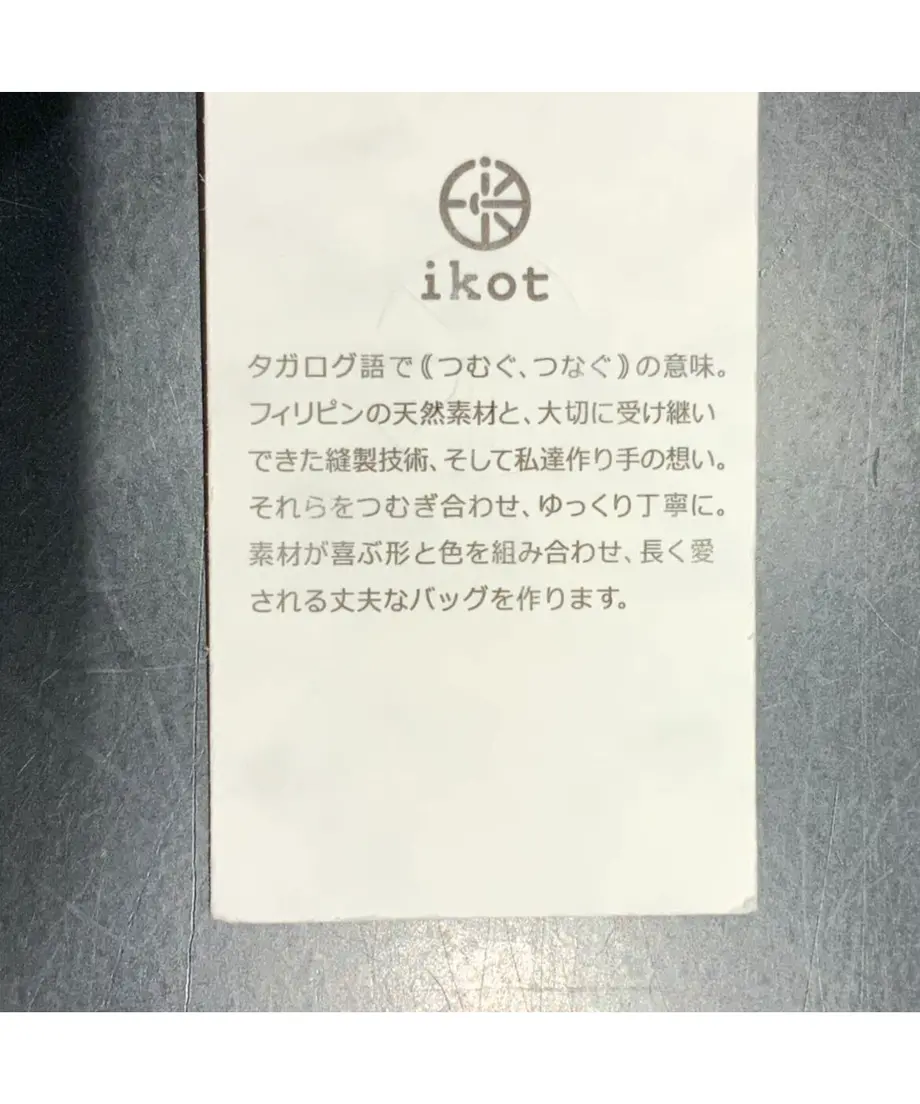 ikot
タガログ語で《つむぐ、つなぐ》の意味。
フィリピンの天然素材と、大切に受け継い
できた縫製技術、そして私達作り手の想い。
それらをつむぎ合わせ、ゆっくり丁寧に。
素材が喜ぶ形と色を組み合わせ、長く愛
される丈夫なバッグを作ります。